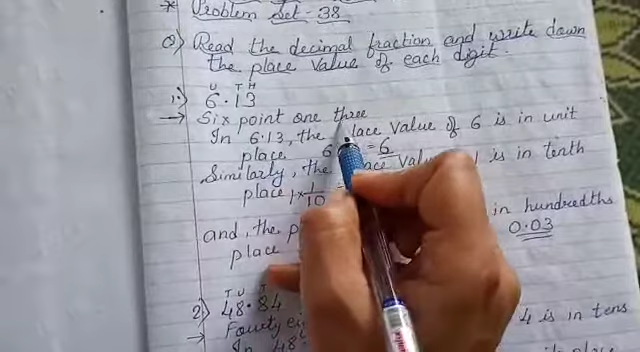 * Problem Set - 38
Q) Read the decimal fraction and write down
the place value of each digit.
U T H
1) 6.13
→ Six point one three
In 6.13, the lace value of 6 is in unit
place 6 = 6
Similarly, the ace val 1 is in tenth
place 1 × 1/10 =
and, the p in hundredths
place 0.03
T U T
2) 48.84
→ Fourty ei 4 is in tens
In 48.